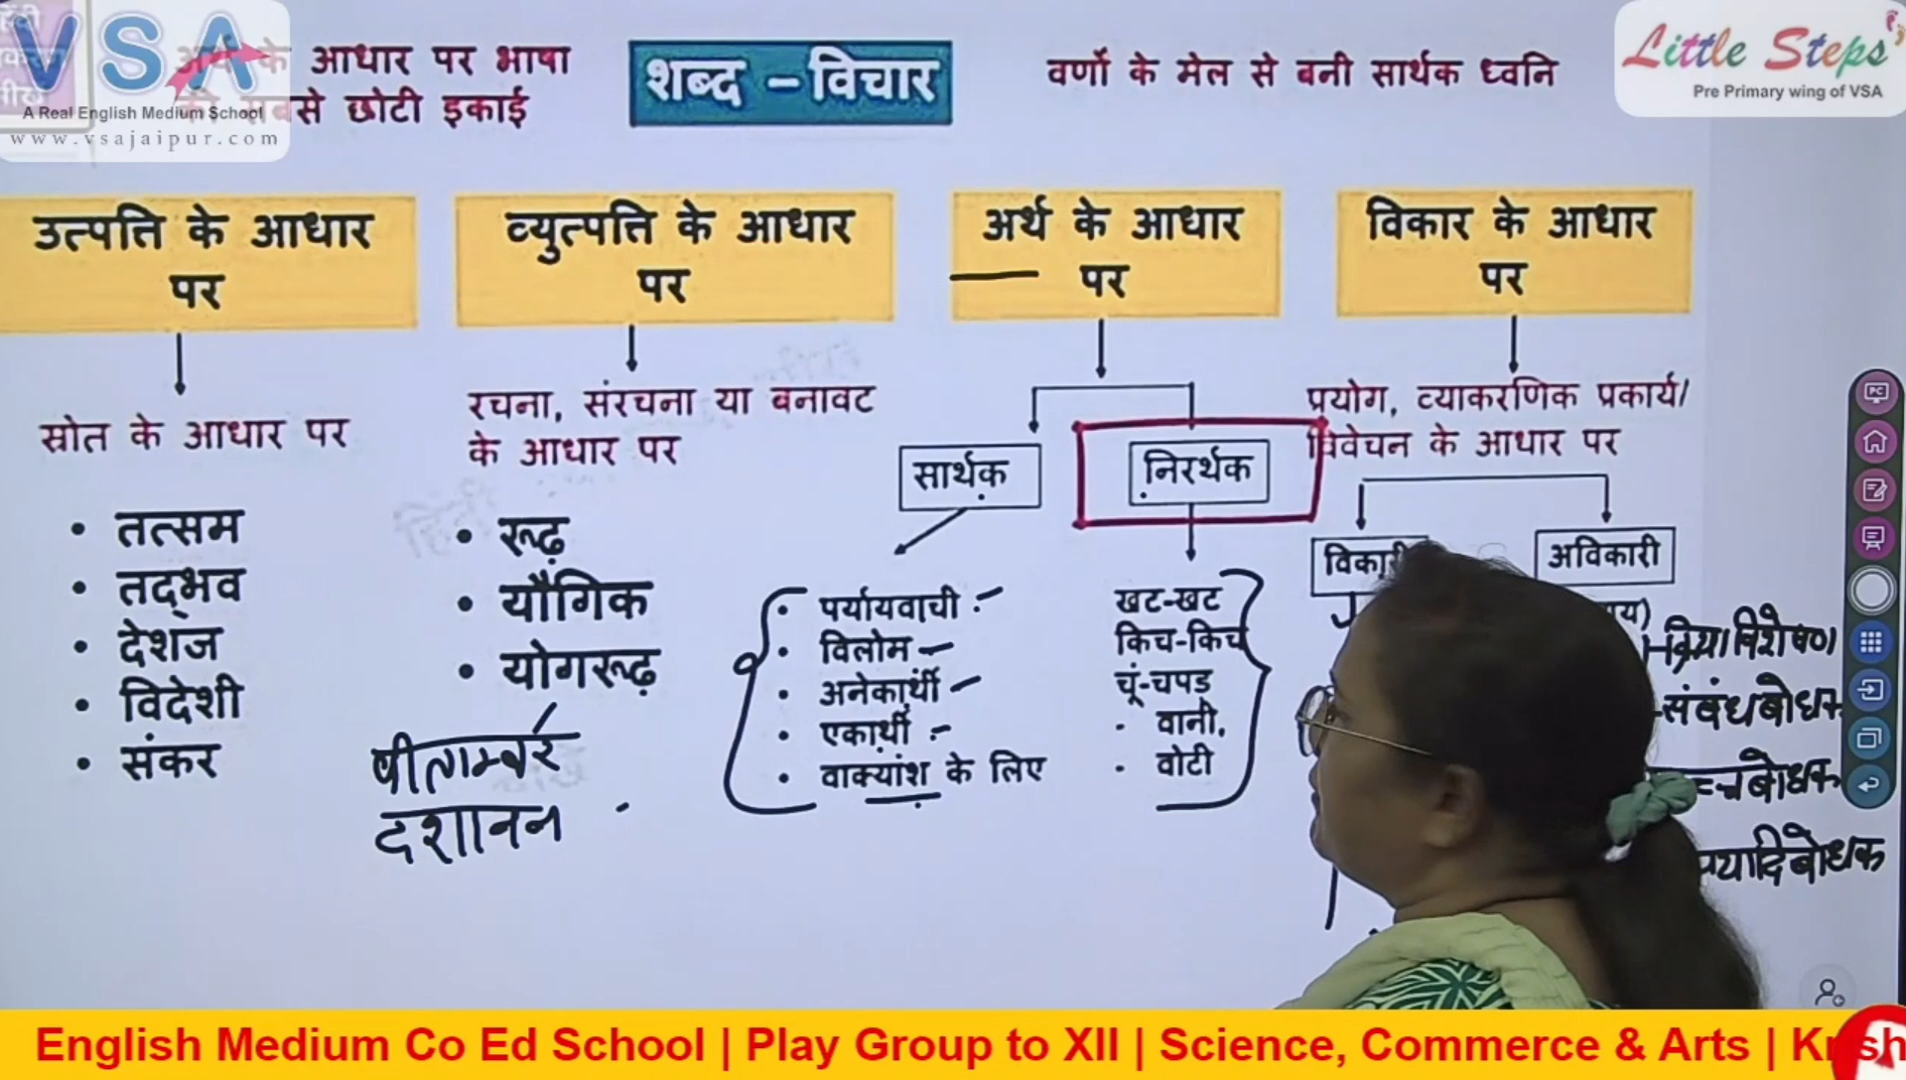 VSA
A Real English Medium School
www.vsajaipur.com
के आधार पर भाषा
से छोटी इकाई
शब्द – विचार
वर्णों के मेल से बनी सार्थक ध्वनि
Little Steps
Pre Primary wing of VSA
उत्पत्ति के आधार
पर
स्रोत के आधार पर
• तत्सम
• तद्भव
• देशज
• विदेशी
• संकर
व्युत्पत्ति के आधार
पर
रचना, संरचना या बनावट
के आधार पर
• रूढ़
• यौगिक
• योगरूढ़
पीताम्बर
दशानन
अर्थ के आधार
पर
सार्थक
• पर्यायवाची
• विलोम
• अनेकार्थी
• एकार्थी
• वाक्यांश के लिए
निरर्थक
खट-खट
किच-किच
चूं-चपड़
- वानी,
- वोटी
विकार के आधार
पर
प्रयोग, व्याकरणिक प्रकार्य/
विवेचन के आधार पर
विकारी
अविकारी
क्रिया विशेषण
संबंधबोधक
English Medium Co Ed School | Play Group to XII | Science, Commerce & Arts |